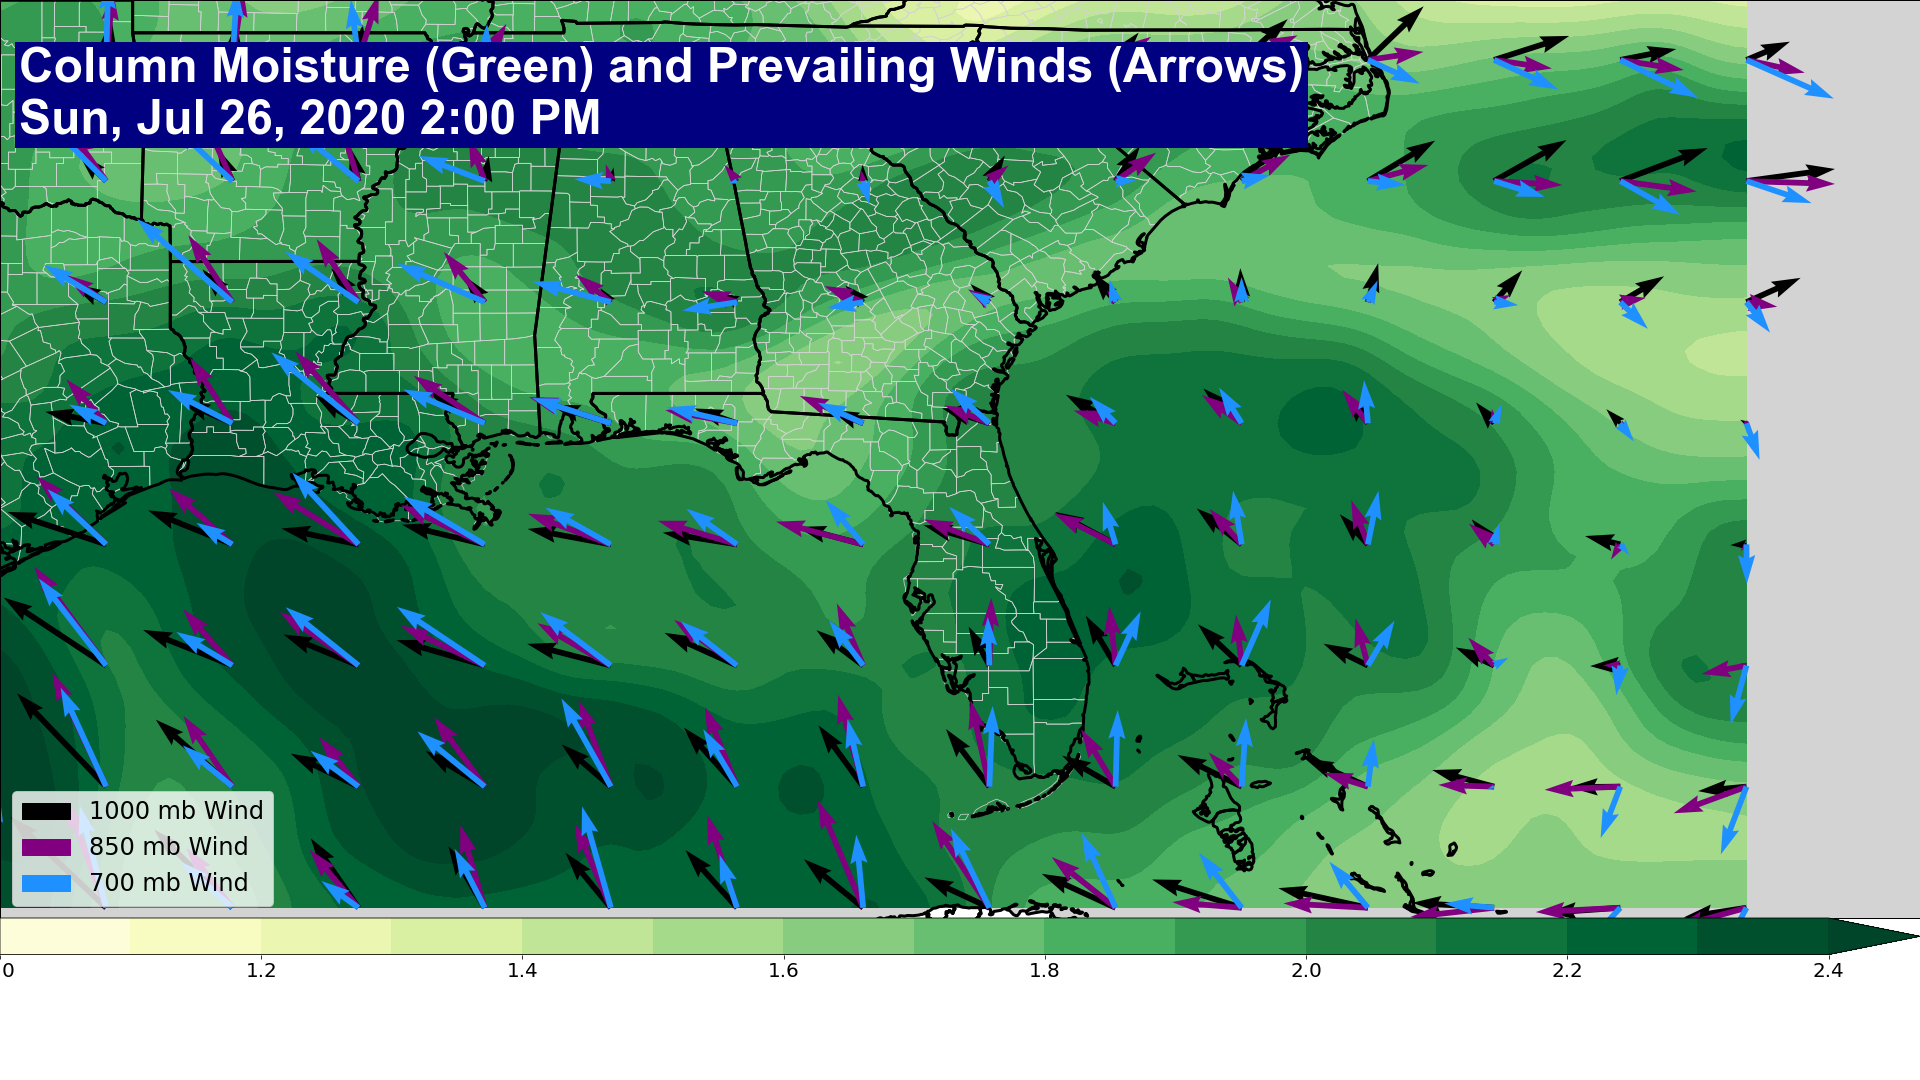 Column Moisture (Green) and Prevailing Winds (Arrows)
Sun, Jul 26, 2020 2:00 PM
1000 mb Wind
850 mb Wind
700 mb Wind
0 1.2 1.4 1.6 1.8 2.0 2.2 2.4